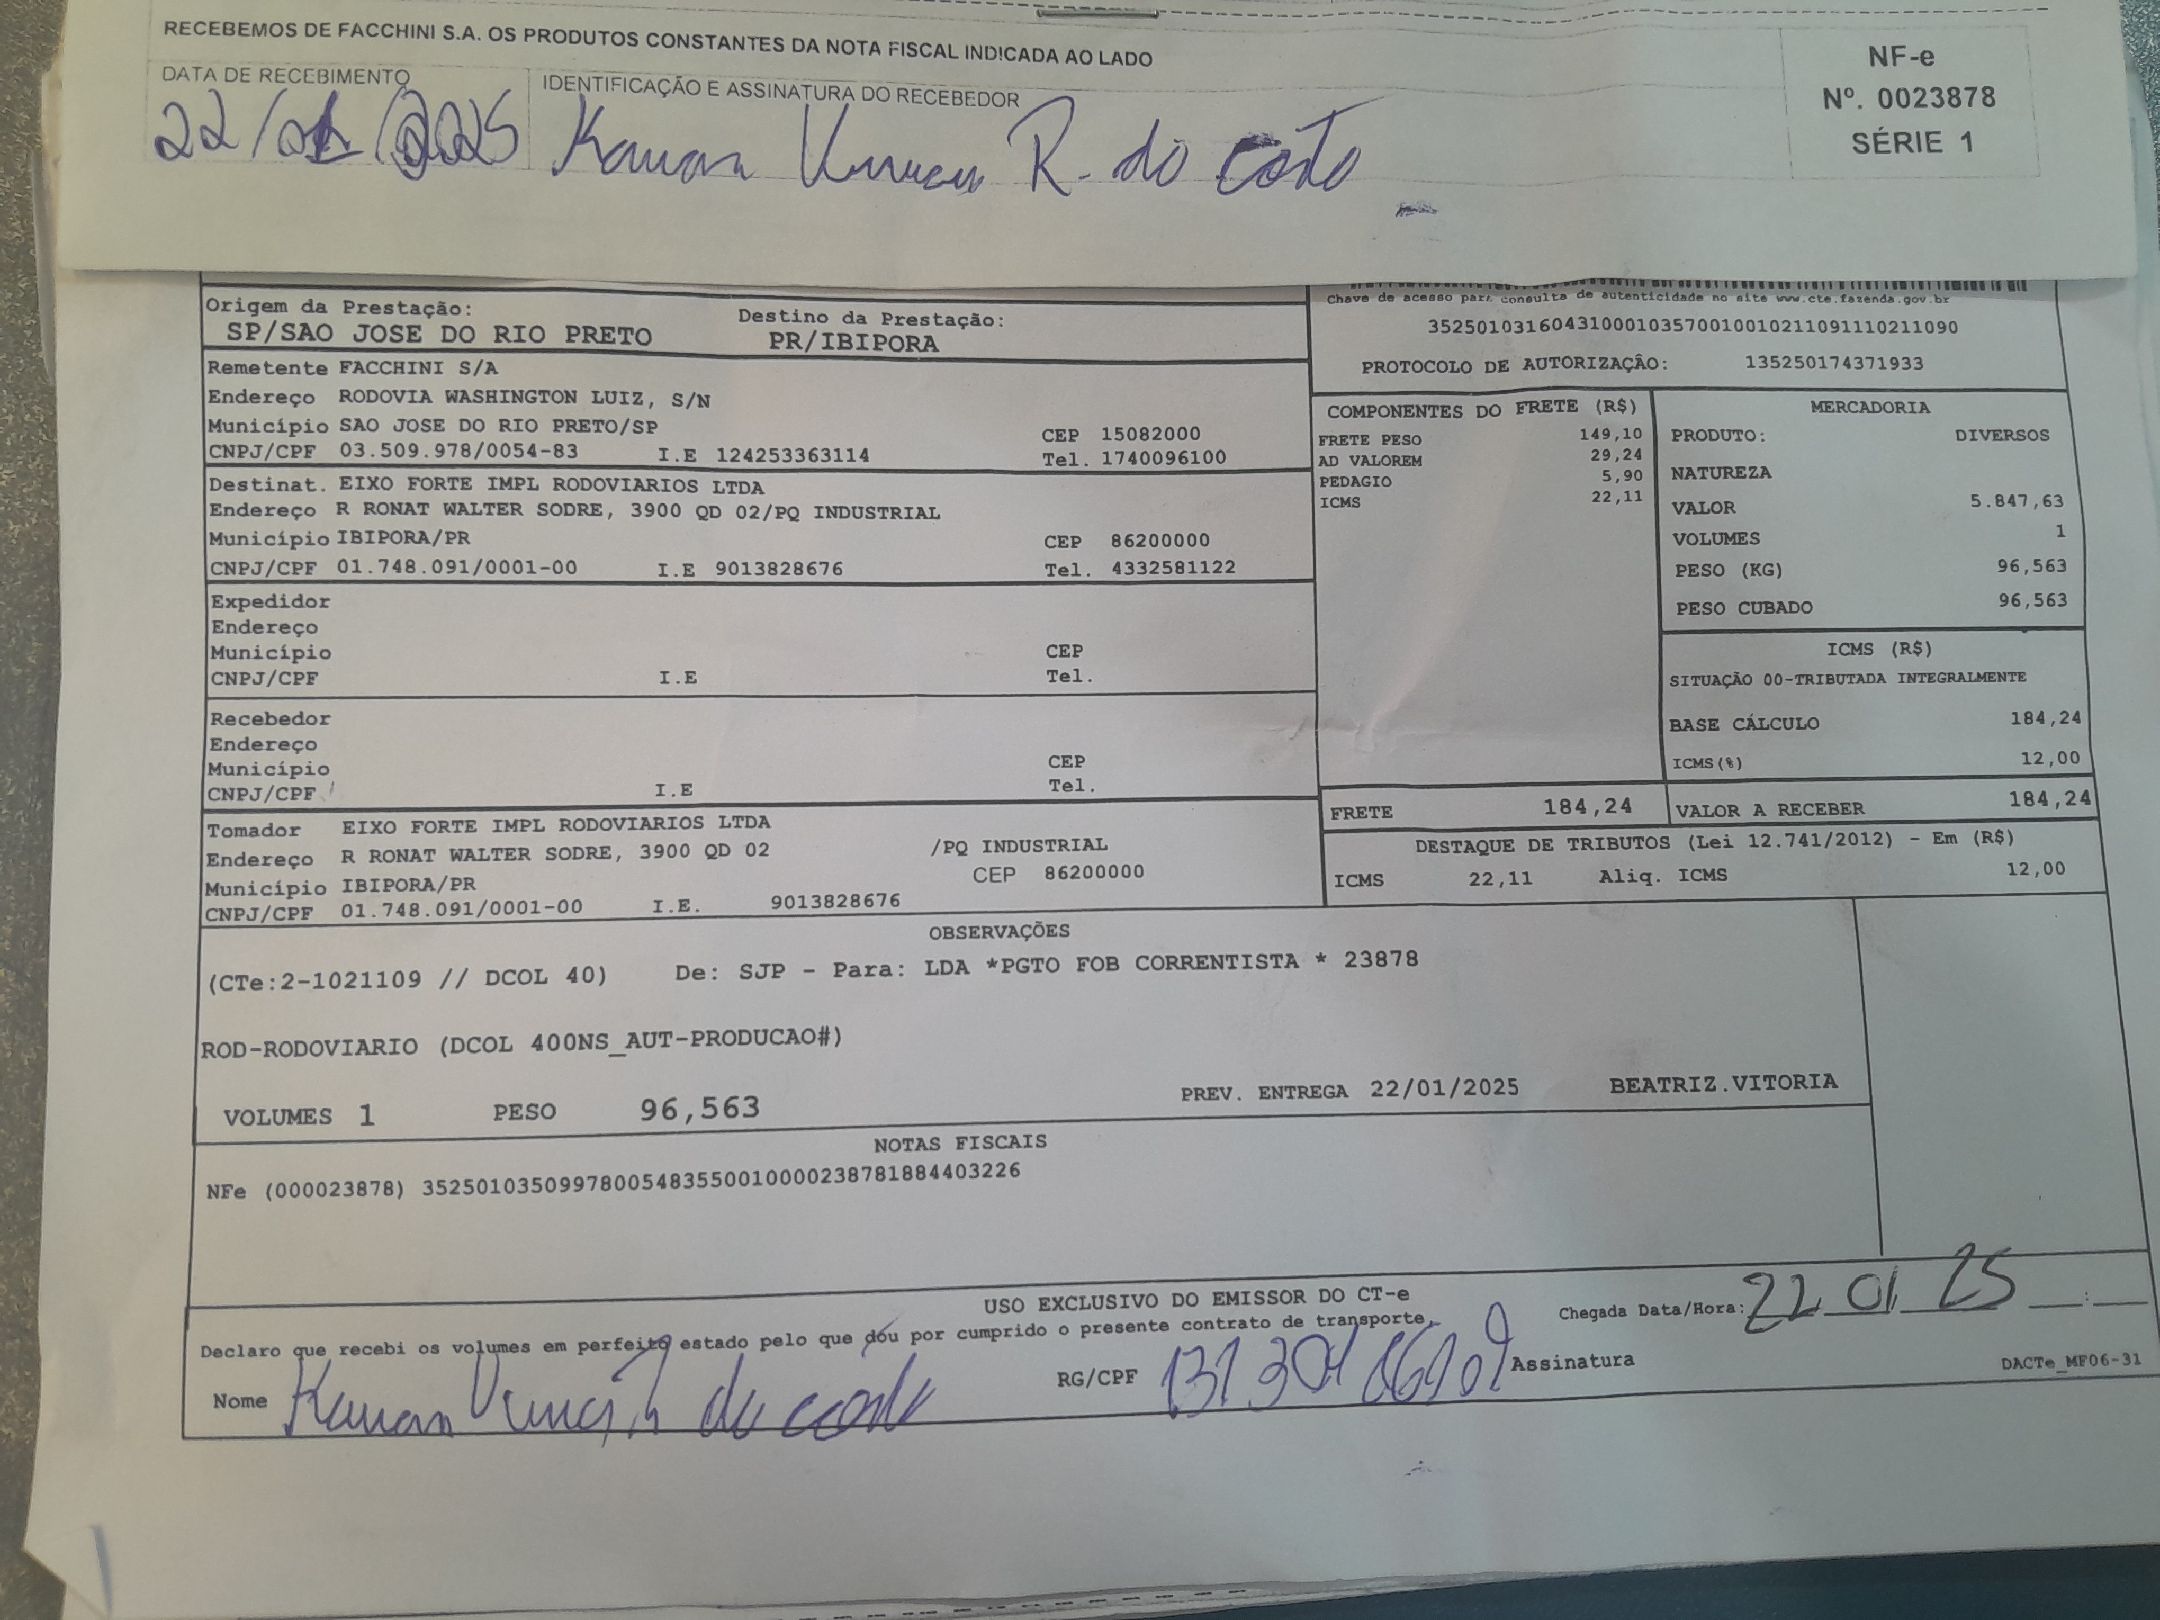 RECEBEMOS DE FACCHINI S.A. OS PRODUTOS CONSTANTES DA NOTA FISCAL INDICADA AO LADO
NF-e
Nº. 0023878
SÉRIE 1
DATA DE RECEBIMENTO
IDENTIFICAÇÃO E ASSINATURA DO RECEBEDOR
22/01/2025
Kauan R. da Costa
Origem da Prestação:
SP/SAO JOSE DO RIO PRETO
Destino da Prestação:
PR/IBIPORA
Chave de acesso para consulta de autenticidade no site www.cte.fazenda.gov.br
35250103160431000103570010010211091110211090
PROTOCOLO DE AUTORIZAÇÃO: 135250174371933
Remetente FACCHINI S/A
Endereço RODOVIA WASHINGTON LUIZ, S/N
Município SAO JOSE DO RIO PRETO/SP
CEP 15082000
CNPJ/CPF 03.509.978/0054-83 I.E 124253363114 Tel. 1740096100
Destinat. EIXO FORTE IMPL RODOVIARIOS LTDA
Endereço R RONAT WALTER SODRE, 3900 QD 02/PQ INDUSTRIAL
Município IBIPORA/PR CEP 86200000
CNPJ/CPF 01.748.091/0001-00 I.E 9013828676 Tel. 4332581122
Expedidor
Endereço
Município CEP
CNPJ/CPF I.E Tel.
Recebedor
Endereço
Município CEP
CNPJ/CPF I.E Tel.
Tomador EIXO FORTE IMPL RODOVIARIOS LTDA
Endereço R RONAT WALTER SODRE, 3900 QD 02 /PQ INDUSTRIAL
Município IBIPORA/PR CEP 86200000
CNPJ/CPF 01.748.091/0001-00 I.E. 9013828676
COMPONENTES DO FRETE (R$)
FRETE PESO 149,10
AD VALOREM 29,24
PEDAGIO 5,90
ICMS 22,11
MERCADORIA
PRODUTO: DIVERSOS
NATUREZA
VALOR 5.847,63
VOLUMES 1
PESO (KG) 96,563
PESO CUBADO 96,563
ICMS (R$)
SITUAÇÃO 00-TRIBUTADA INTEGRALMENTE
BASE CÁLCULO 184,24
ICMS(%) 12,00
FRETE 184,24
VALOR A RECEBER 184,24
DESTAQUE DE TRIBUTOS (Lei 12.741/2012) - Em (R$)
ICMS 22,11 Aliq. ICMS 12,00
OBSERVAÇÕES
(CTe:2-1021109 // DCOL 40) De: SJP - Para: LDA *PGTO FOB CORRENTISTA * 23878
ROD-RODOVIARIO (DCOL 400NS_AUT-PRODUCAO#)
VOLUMES 1 PESO 96,563 PREV. ENTREGA 22/01/2025 BEATRIZ.VITORIA
NOTAS FISCAIS
NFe (000023878) 35250103509978005483550010000238781884403226
USO EXCLUSIVO DO EMISSOR DO CT-e
Declaro que recebi os volumes em perfeito estado pelo que dou por cumprido o presente contrato de transporte.
Chegada Data/Hora: 22 01 25 __:__
Nome Kauan da costa
RG/CPF
Assinatura
DACTe_MF06-31